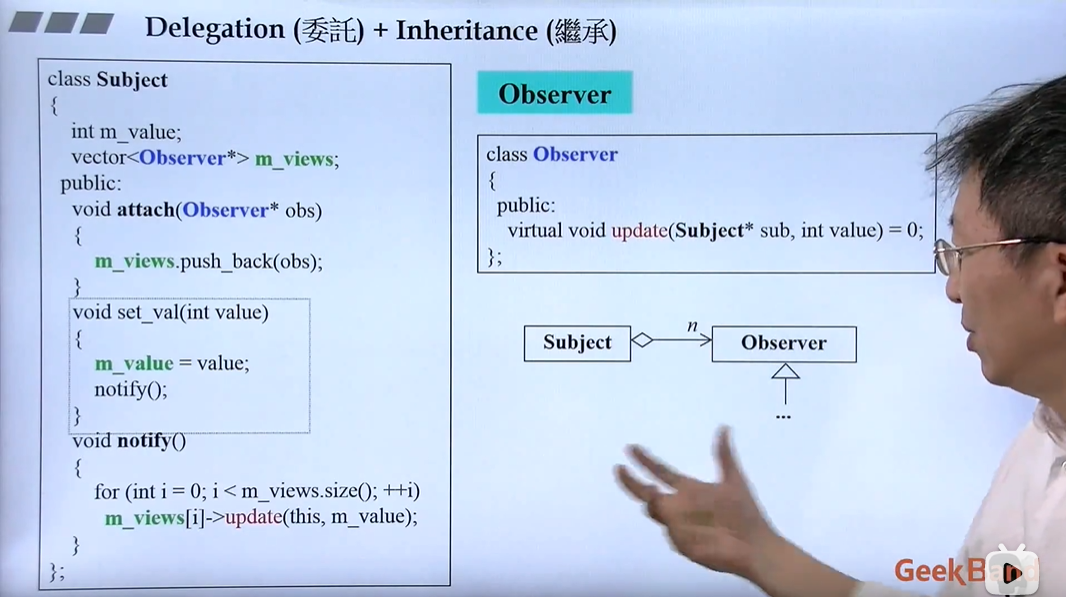 Delegation (委託) + Inheritance (繼承)
class Subject
{
int m_value;
vector<Observer*> m_views;
public:
void attach(Observer* obs)
{
m_views.push_back(obs);
}
void set_val(int value)
{
m_value = value;
notify();
}
void notify()
{
for (int i = 0; i < m_views.size(); ++i)
m_views[i]->update(this, m_value);
}
};
Observer
class Observer
{
public:
virtual void update(Subject* sub, int value) = 0;
};
Subject
n
Observer
...
GeekBand